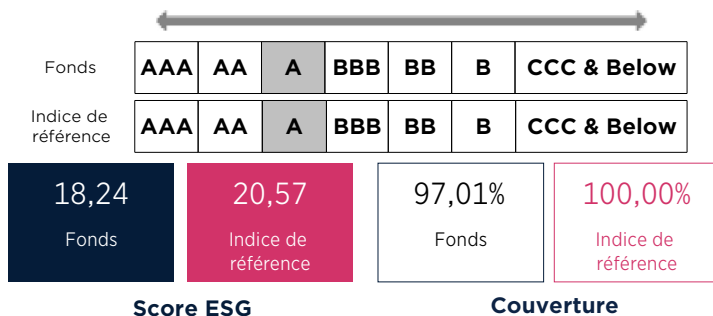 Fonds AAA AA A BBB BB B CCC & Below
Indice de
référence AAA AA A BBB BB B CCC & Below
18,24 20,57 97,01% 100,00%
Fonds Indice de Fonds Indice de
référence référence
Score ESG Couverture